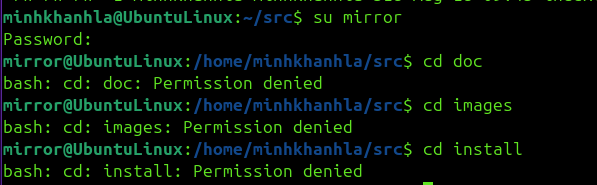 minhkhanhla@UbuntuLinux:~/src$ su mirror
Password:
mirror@UbuntuLinux:/home/minhkhanhla/src$ cd doc
bash: cd: doc: Permission denied
mirror@UbuntuLinux:/home/minhkhanhla/src$ cd images
bash: cd: images: Permission denied
mirror@UbuntuLinux:/home/minhkhanhla/src$ cd install
bash: cd: install: Permission denied